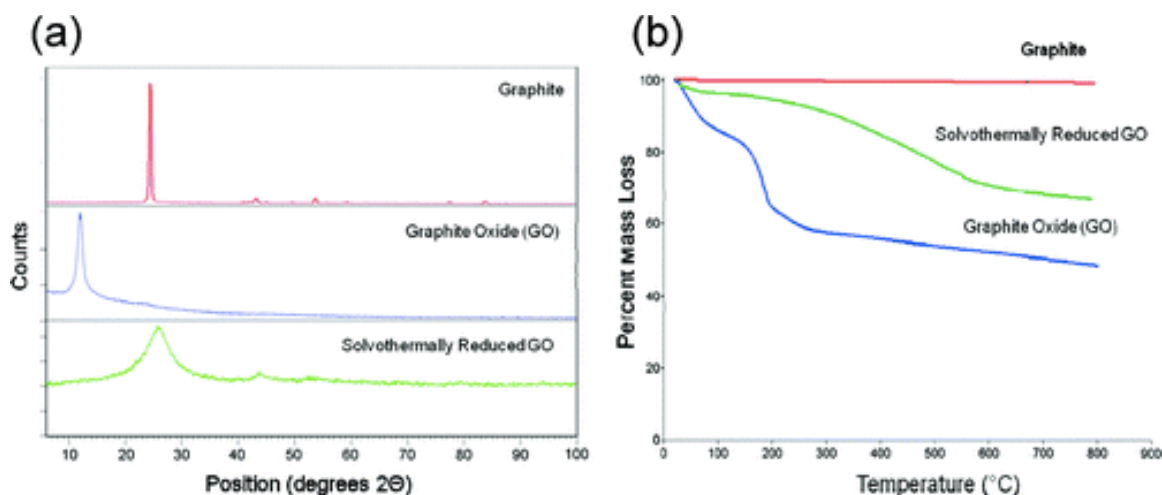 (a)
Graphite
Graphite Oxide (GO)
Solvothermally Reduced GO
Counts
10 20 30 40 50 60 70 80 90 100
Position (degrees 2Θ)
(b)
Graphite
Solvothermally Reduced GO
Graphite Oxide (GO)
Percent Mass Loss
100
80
60
40
20
0
0 100 200 300 400 500 600 700 800 900
Temperature (°C)